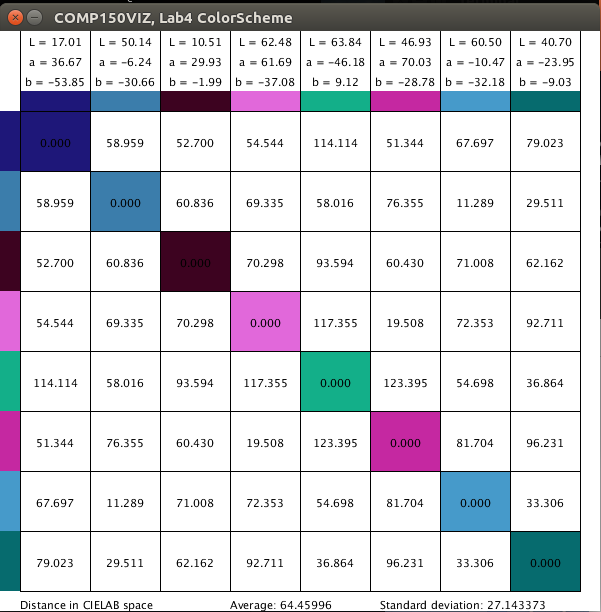 COMP150VIZ, Lab4 ColorScheme
L = 17.01 L = 50.14 L = 10.51 L = 62.48 L = 63.84 L = 46.93 L = 60.50 L = 40.70
a = 36.67 a = -6.24 a = 29.93 a = 61.69 a = -46.18 a = 70.03 a = -10.47 a = -23.95
b = -53.85 b = -30.66 b = -1.99 b = -37.08 b = 9.12 b = -28.78 b = -32.18 b = -9.03
0.000 58.959 52.700 54.544 114.114 51.344 67.697 79.023
58.959 0.000 60.836 69.335 58.016 76.355 11.289 29.511
52.700 60.836 0.000 70.298 93.594 60.430 71.008 62.162
54.544 69.335 70.298 0.000 117.355 19.508 72.353 92.711
114.114 58.016 93.594 117.355 0.000 123.395 54.698 36.864
51.344 76.355 60.430 19.508 123.395 0.000 81.704 96.231
67.697 11.289 71.008 72.353 54.698 81.704 0.000 33.306
79.023 29.511 62.162 92.711 36.864 96.231 33.306 0.000
Distance in CIELAB space Average: 64.45996 Standard deviation: 27.143373